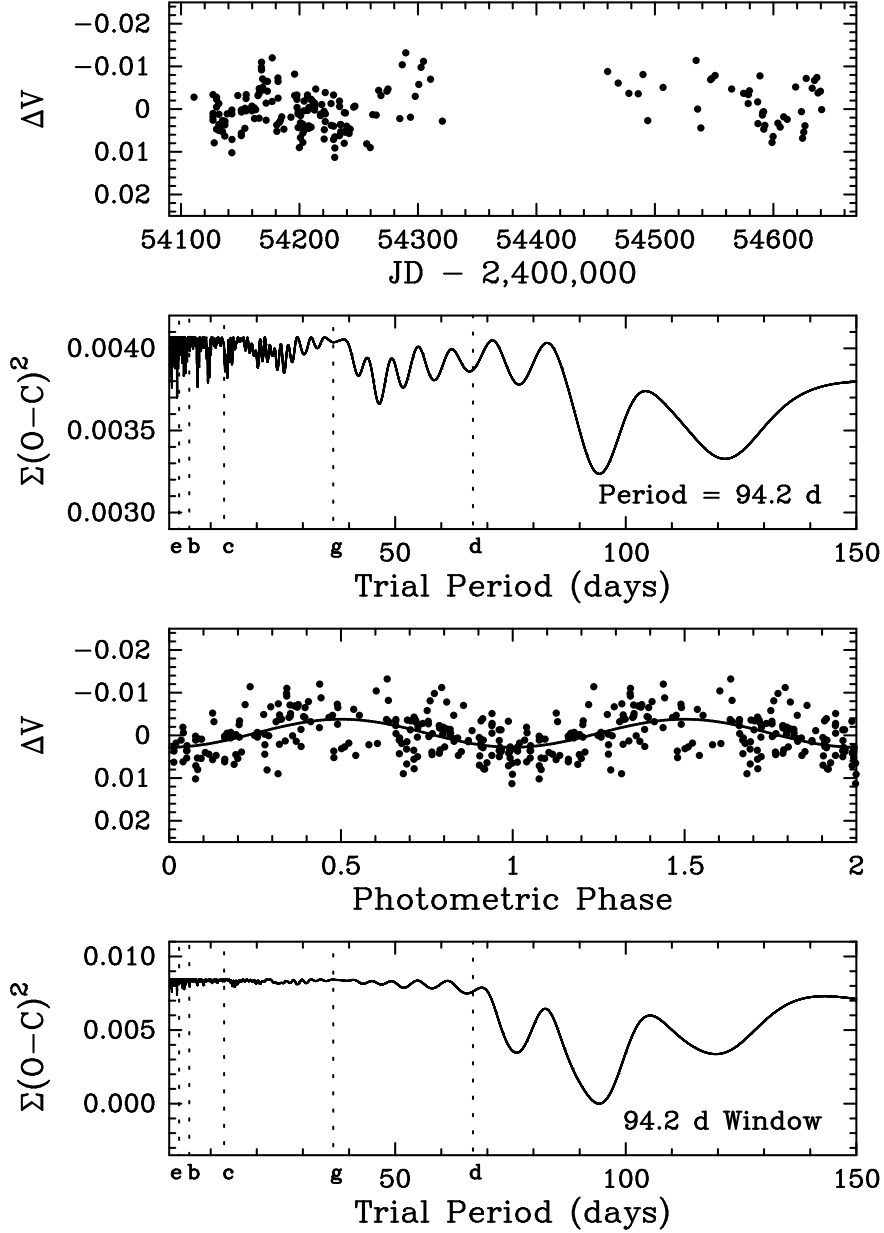 −0.02
−0.01
0
0.01
0.02
ΔV
54100 54200 54300 54400 54500 54600
JD − 2,400,000
0.0040
0.0035
0.0030
Σ(O−C)²
Period = 94.2 d
e b c g d
50 100 150
Trial Period (days)
−0.02
−0.01
0
0.01
0.02
ΔV
0 0.5 1 1.5 2
Photometric Phase
0.010
0.005
0.000
Σ(O−C)²
94.2 d Window
e b c g d
50 100 150
Trial Period (days)